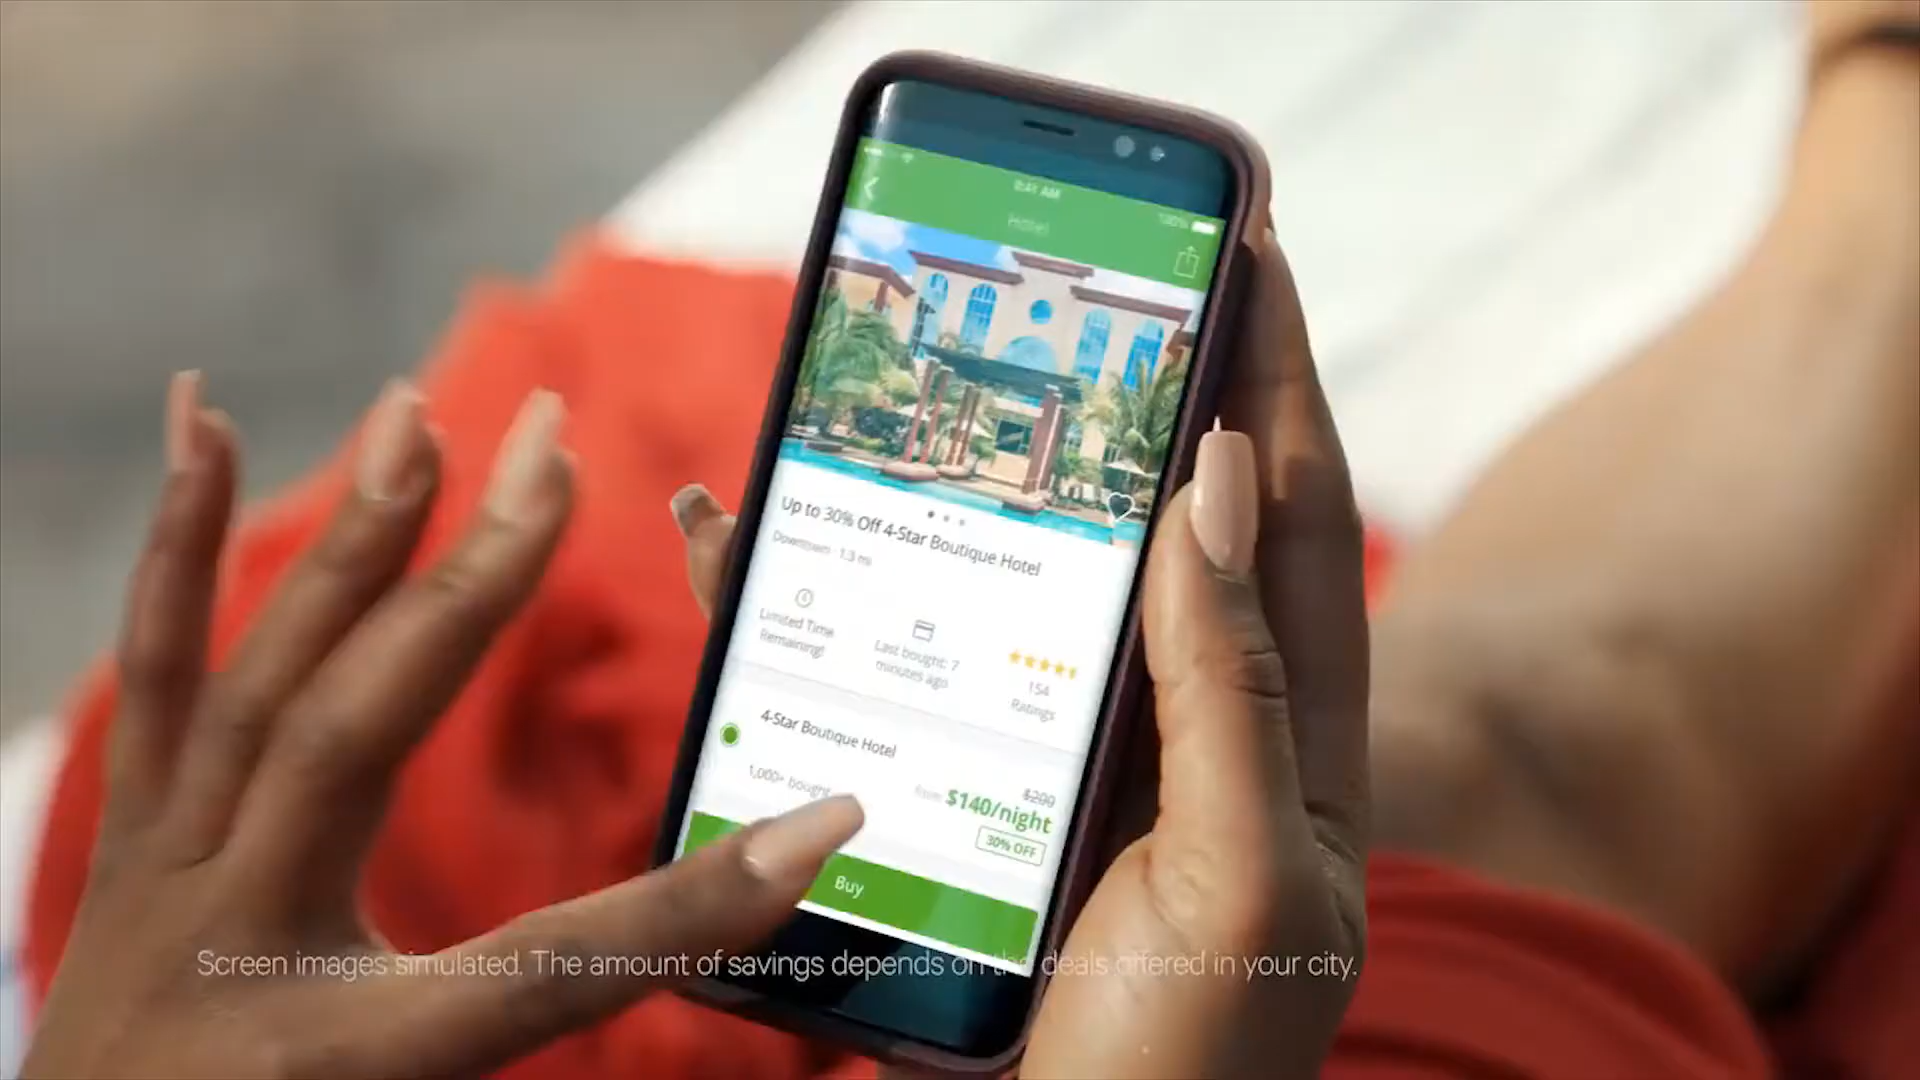 9:41 AM
100%
Hotel
Up to 30% Off 4-Star Boutique Hotel
Downtown · 1.3 mi
Limited Time
Remaining!
Last bought: 7
minutes ago
154
Ratings
4-Star Boutique Hotel
1,000+ bought
$200
from $140/night
30% OFF
Buy
Screen images simulated. The amount of savings depends on the deals offered in your city.